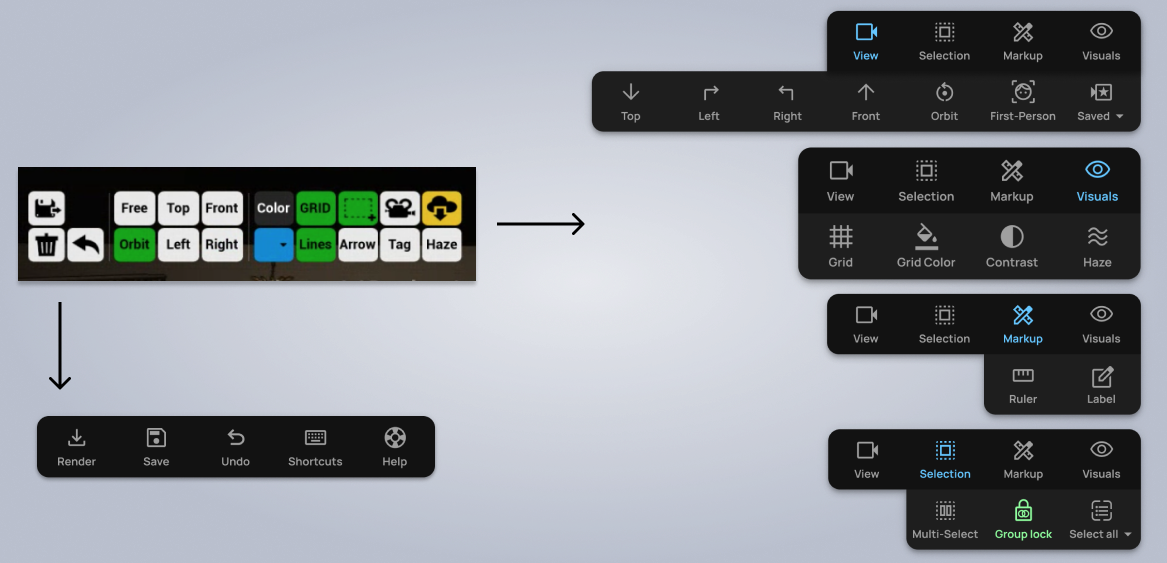 View Selection Markup Visuals
Top Left Right Front Orbit First-Person Saved
View Selection Markup Visuals
Grid Grid Color Contrast Haze
Free Top Front Color GRID
Orbit Left Right Lines Arrow Tag Haze
View Selection Markup Visuals
Ruler Label
Render Save Undo Shortcuts Help
View Selection Markup Visuals
Multi-Select Group lock Select all